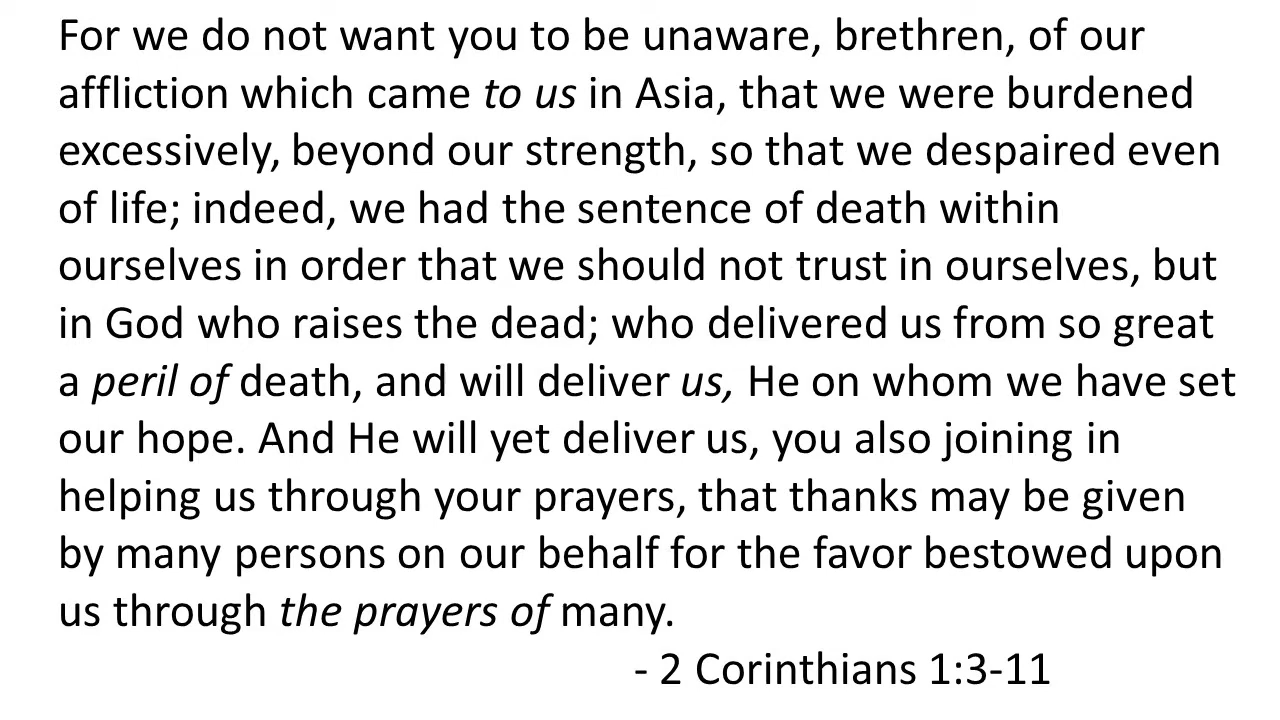 For we do not want you to be unaware, brethren, of our
affliction which came to us in Asia, that we were burdened
excessively, beyond our strength, so that we despaired even
of life; indeed, we had the sentence of death within
ourselves in order that we should not trust in ourselves, but
in God who raises the dead; who delivered us from so great
a peril of death, and will deliver us, He on whom we have set
our hope. And He will yet deliver us, you also joining in
helping us through your prayers, that thanks may be given
by many persons on our behalf for the favor bestowed upon
us through the prayers of many.
- 2 Corinthians 1:3-11